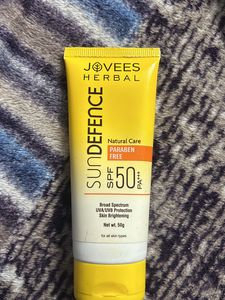 JOVEES
HERBAL
SUNDEFENCE
Natural Care
PARABEN
FREE
SPF 50 PA+++
Broad Spectrum
UVA/UVB Protection
Skin Brightening
Net wt. 50g
for all skin types